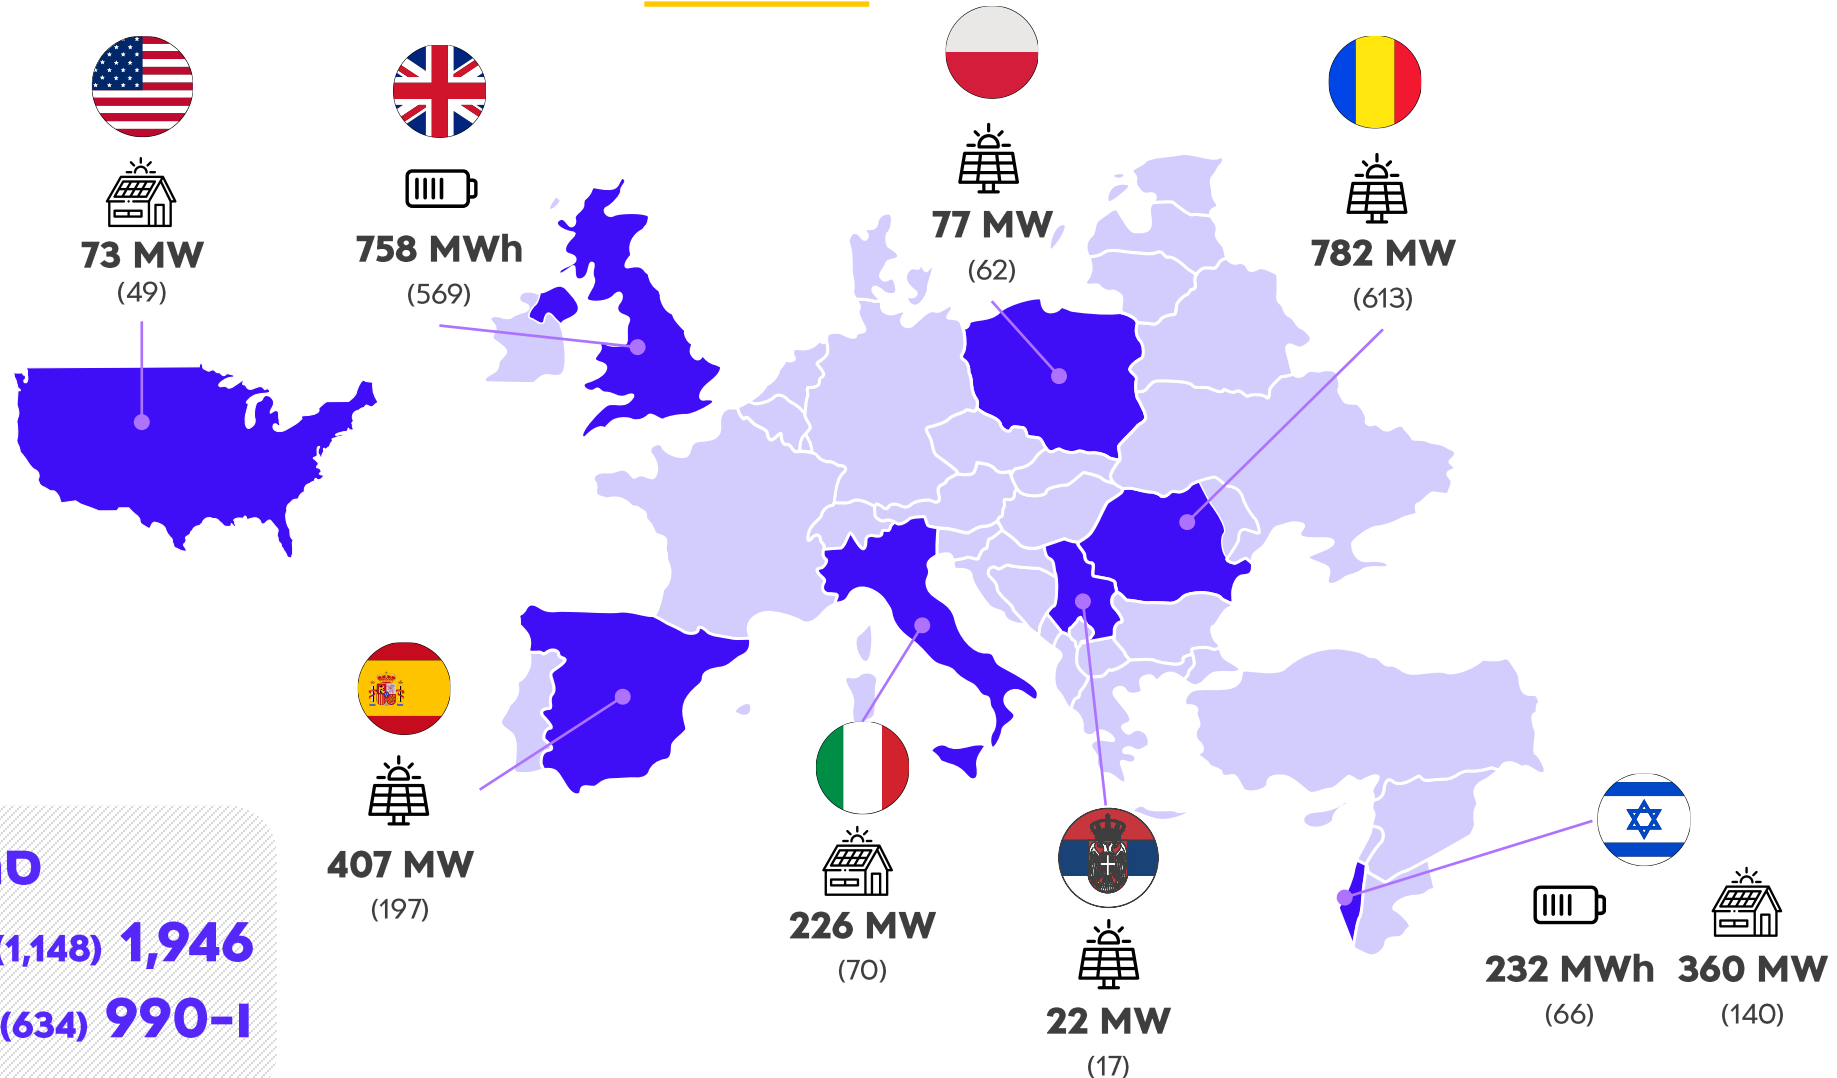 73 MW
(49)
758 MWh
(569)
77 MW
(62)
782 MW
(613)
407 MW
(197)
226 MW
(70)
22 MW
(17)
232 MWh
(66)
360 MW
(140)
1,946 (1,148)
ו-990 (634)